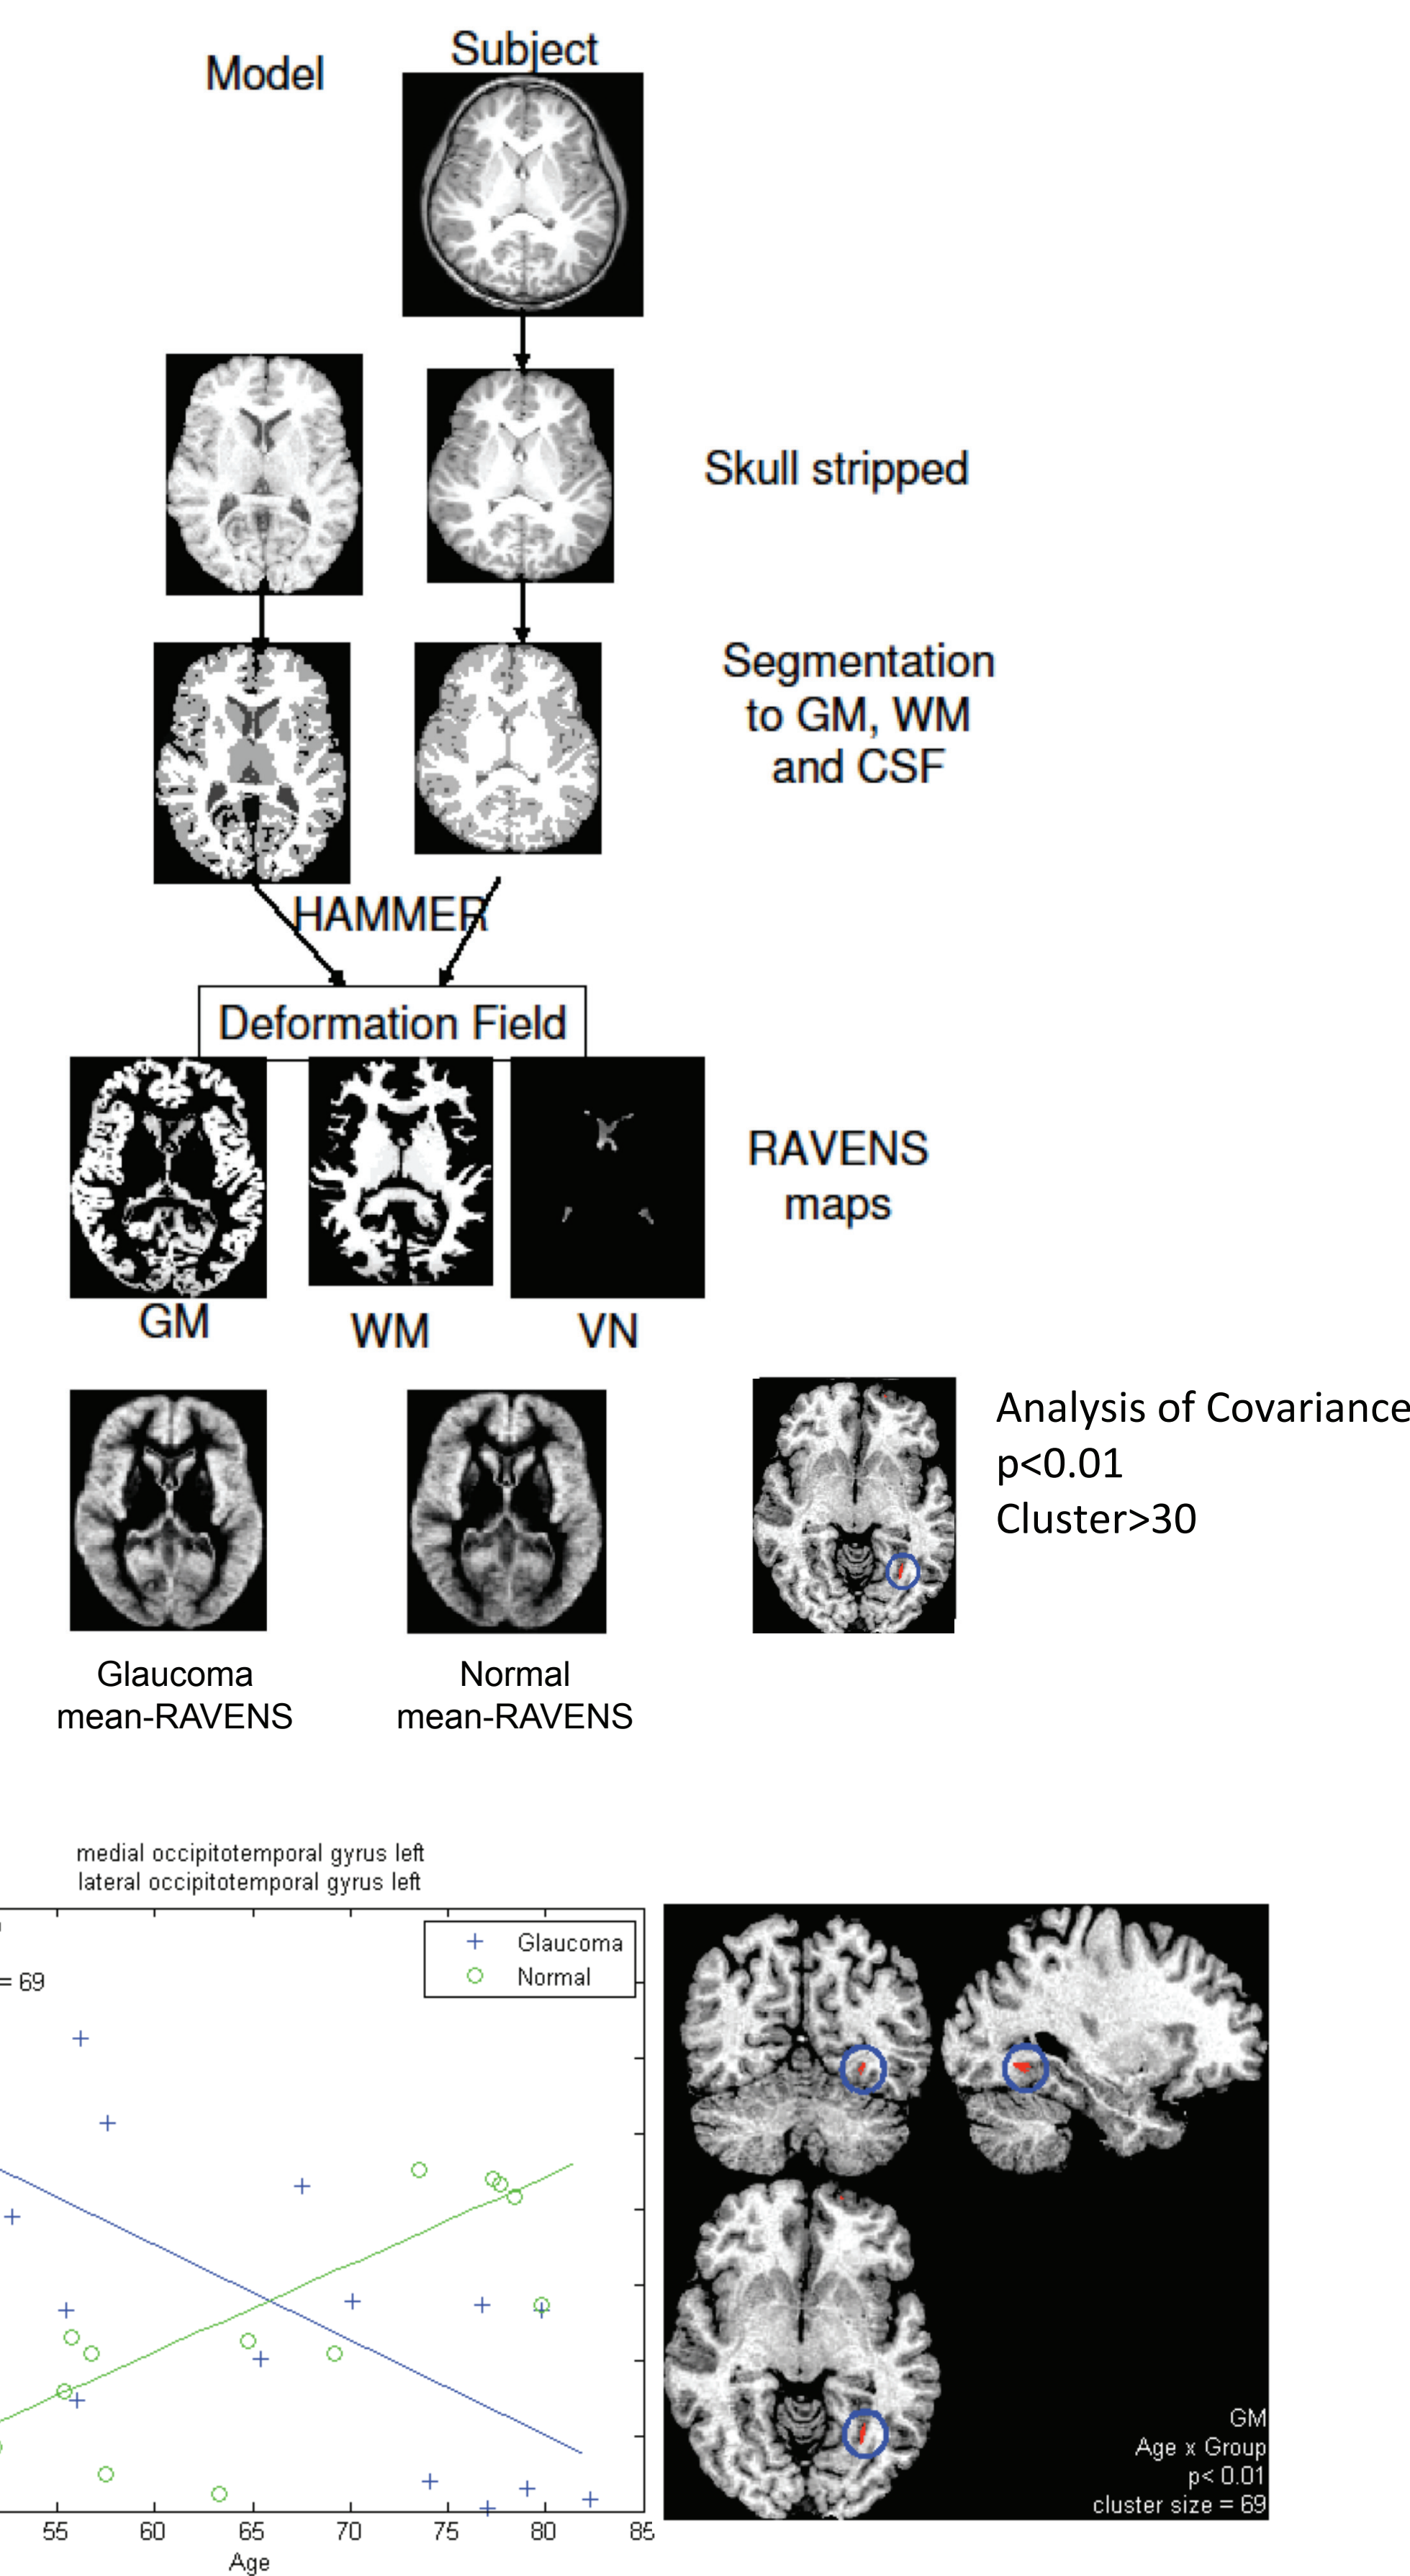 Model
Subject
Skull stripped
Segmentation
to GM, WM
and CSF
HAMMER
Deformation Field
RAVENS
maps
GM
WM
VN
Analysis of Covariance
p<0.01
Cluster>30
Glaucoma
mean-RAVENS
Normal
mean-RAVENS
medial occipitotemporal gyrus left
lateral occipitotemporal gyrus left
= 69
Glaucoma
Normal
55 60 65 70 75 80 85
Age
GM
Age x Group
p< 0.01
cluster size = 69